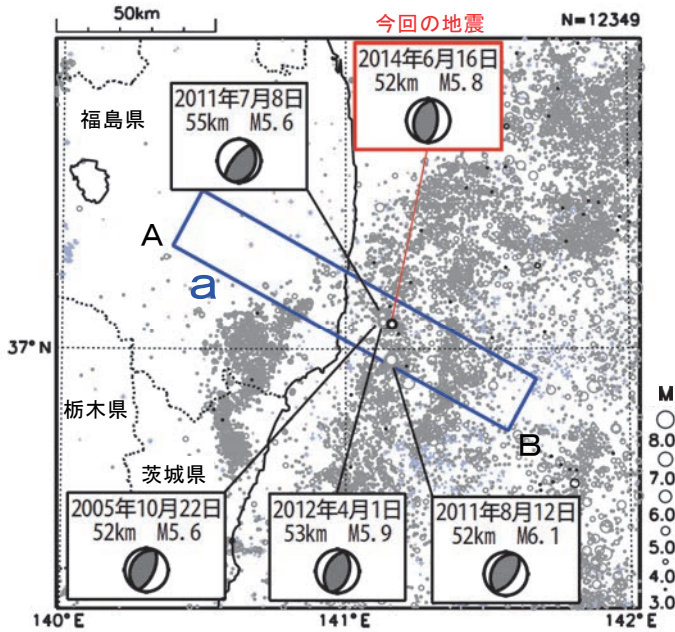 50km
今回の地震
N=12349
2014年6月16日
52km M5.8
2011年7月8日
55km M5.6
福島県
A
a
37°N
栃木県
B
茨城県
M
8.0
7.0
6.0
5.0
4.0
3.0
2005年10月22日
52km M5.6
2012年4月1日
53km M5.9
2011年8月12日
52km M6.1
140°E
141°E
142°E